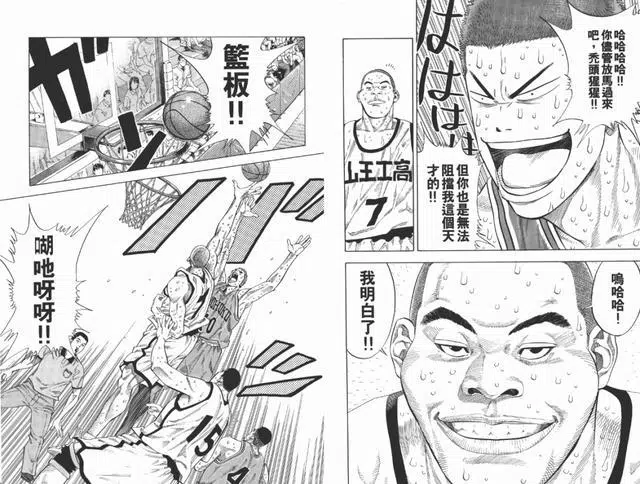 哈哈哈哈!!
你儘管放馬過來
吧，禿頭猩猩!!
はははは
但你也是無法
阻擋我這個天
才的!!
山王工高
7
嗚哈哈!
我明白了!!
籃板!!
吔呀呀!!
15
4